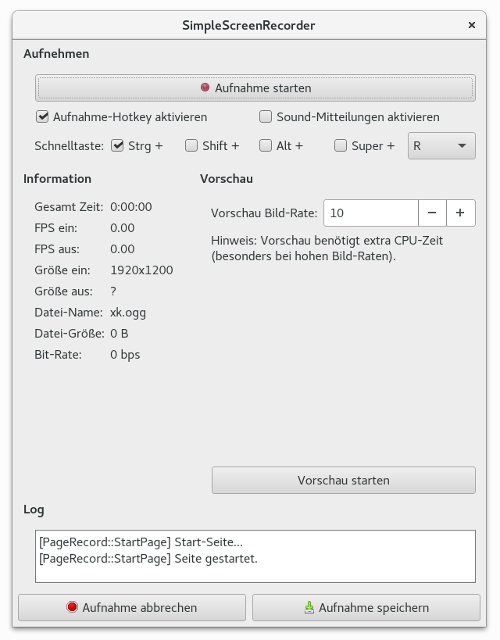 SimpleScreenRecorder
×
Aufnehmen
Aufnahme starten
Aufnahme-Hotkey aktivieren
Sound-Mitteilungen aktivieren
Schnelltaste: Strg + Shift + Alt + Super + R
Information
Vorschau
Gesamt Zeit: 0:00:00
FPS ein: 0.00
FPS aus: 0.00
Größe ein: 1920x1200
Größe aus: ?
Datei-Name: xk.ogg
Datei-Größe: 0 B
Bit-Rate: 0 bps
Vorschau Bild-Rate: 10 − +
Hinweis: Vorschau benötigt extra CPU-Zeit
(besonders bei hohen Bild-Raten).
Vorschau starten
Log
[PageRecord::StartPage] Start-Seite...
[PageRecord::StartPage] Seite gestartet.
Aufnahme abbrechen
Aufnahme speichern